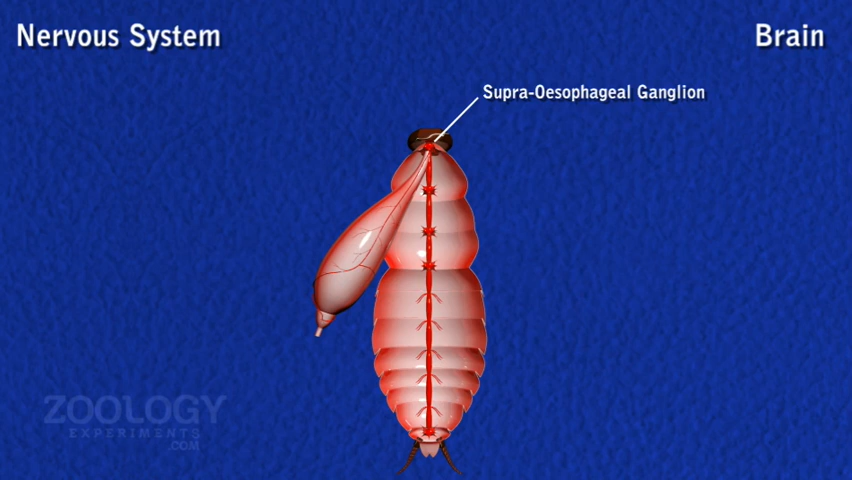 Nervous System
Brain
Supra-Oesophageal Ganglion
ZOOLOGY
EXPERIMENTS
.COM